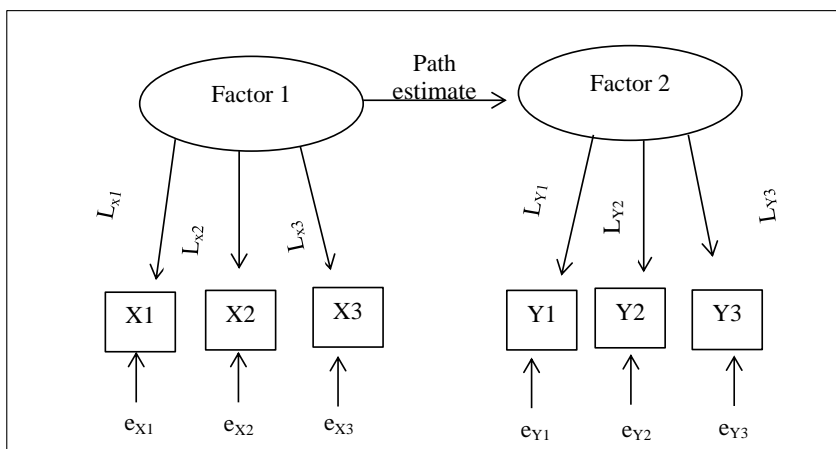 Factor 1
Path
estimate
Factor 2
Lx1
Lx2
Lx3
LY1
LY2
LY3
X1
X2
X3
Y1
Y2
Y3
eX1
eX2
eX3
eY1
eY2
eY3